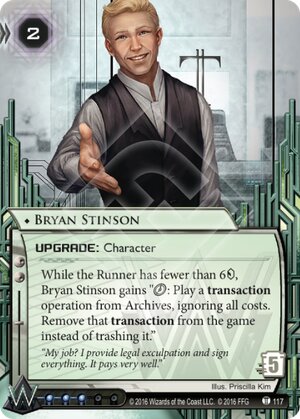 2
BRYAN STINSON
UPGRADE: Character
While the Runner has fewer than 6,
Bryan Stinson gains “: Play a transaction
operation from Archives, ignoring all costs.
Remove that transaction from the game
instead of trashing it.”
“My job? I provide legal exculpation and sign
everything. It pays very well.”
5
Illus. Priscilla Kim
© 2016 Wizards of the Coast LLC. © 2016 FFG
117